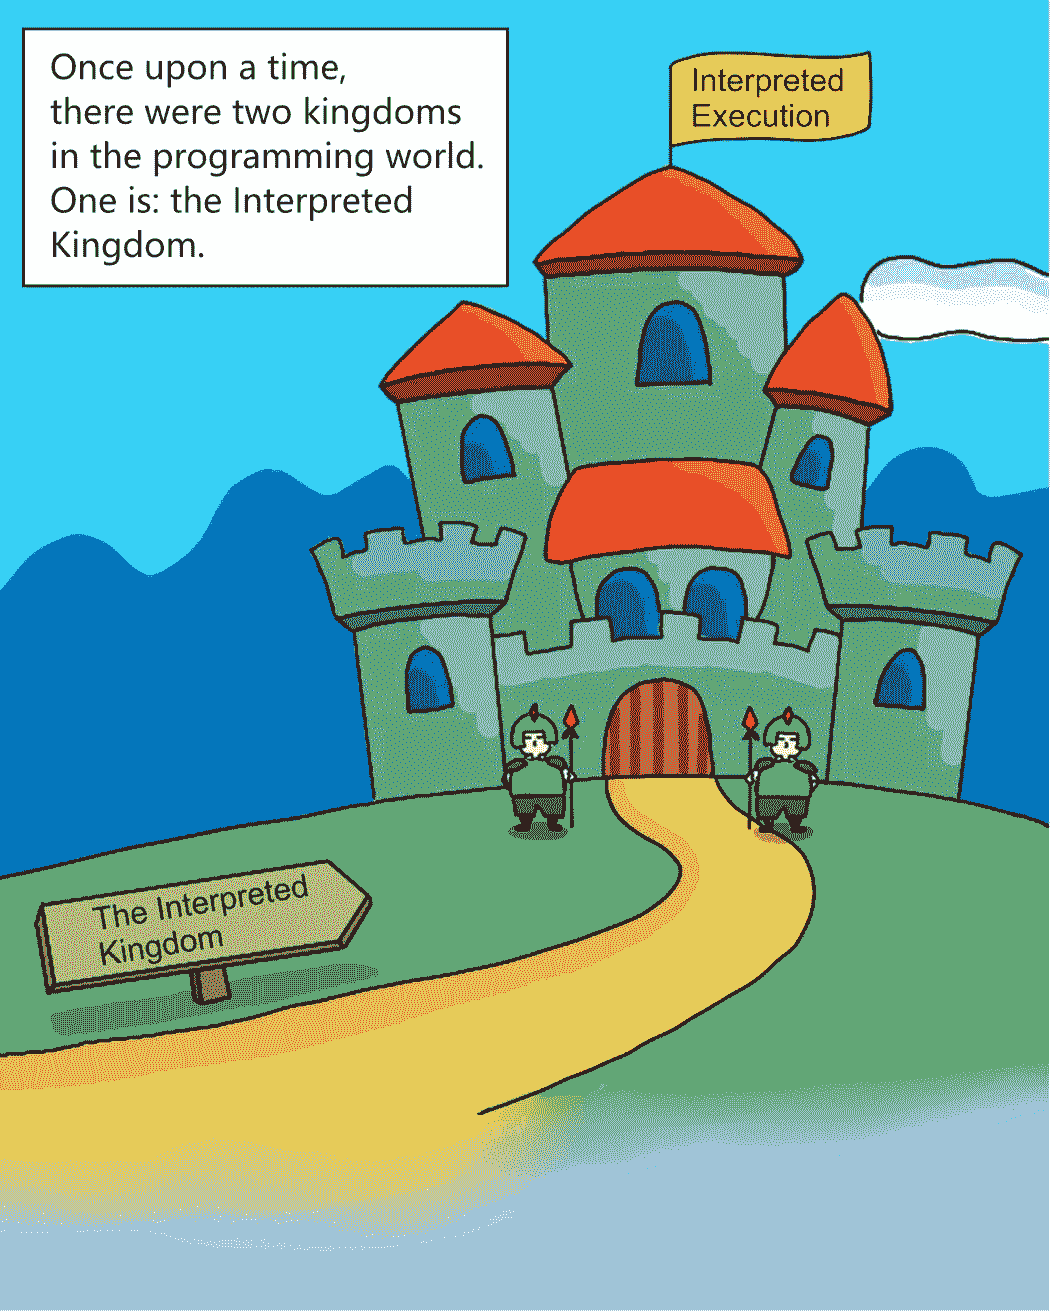 Once upon a time,
there were two kingdoms
in the programming world.
One is: the Interpreted
Kingdom.
Interpreted
Execution
The Interpreted
Kingdom